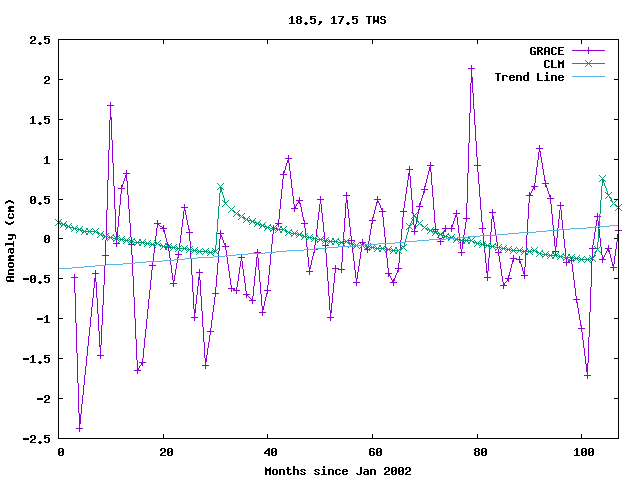 18.5, 17.5 TWS
GRACE
CLM
Trend Line
2.5
2
1.5
1
0.5
0
-0.5
-1
-1.5
-2
-2.5
Anomaly (cm)
0 20 40 60 80 100
Months since Jan 2002